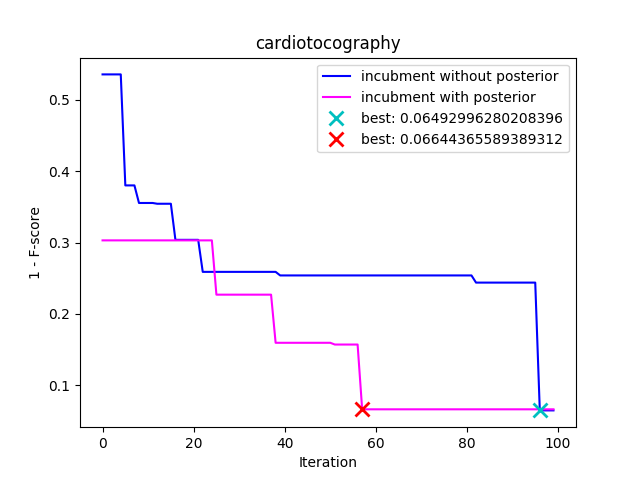 cardiotocography
incubment without posterior
incubment with posterior
best: 0.06492996280208396
best: 0.06644365589389312
1 - F-score
0.5
0.4
0.3
0.2
0.1
0
20
40
60
80
100
Iteration